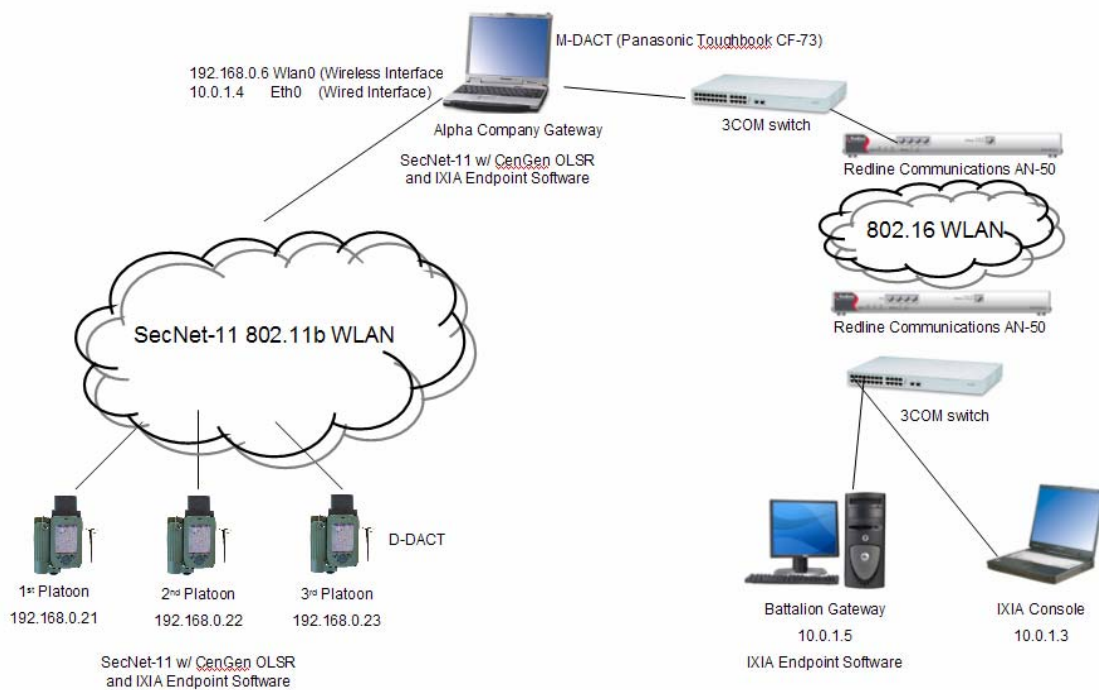 M-DACT (Panasonic Toughbook CF-73)
192.168.0.6 Wlan0 (Wireless Interface
10.0.1.4 Eth0 (Wired Interface)
Alpha Company Gateway
SecNet-11 w/ CenGen OLSR
and IXIA Endpoint Software
3COM switch
Redline Communications AN-50
802.16 WLAN
Redline Communications AN-50
3COM switch
SecNet-11 802.11b WLAN
D-DACT
1st Platoon
192.168.0.21
2nd Platoon
192.168.0.22
3rd Platoon
192.168.0.23
SecNet-11 w/ CenGen OLSR
and IXIA Endpoint Software
Battalion Gateway
10.0.1.5
IXIA Endpoint Software
IXIA Console
10.0.1.3